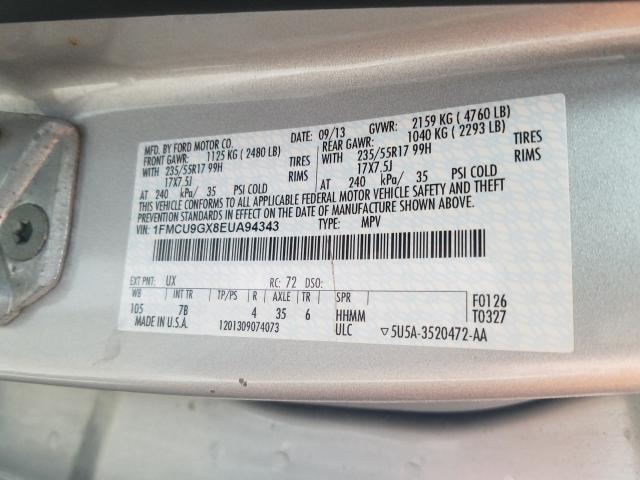 MFD. BY FORD MOTOR CO.
DATE: 09/13 GVWR: 2159 KG ( 4760 LB)
FRONT GAWR: 1125 KG ( 2480 LB)
REAR GAWR: 1040 KG ( 2293 LB)
WITH 235/55R17 99H TIRES
WITH 235/55R17 99H TIRES
17X7.5J RIMS
17X7.5J RIMS
AT 240 kPa/ 35 PSI COLD
AT 240 kPa/ 35 PSI COLD
THIS VEHICLE CONFORMS TO ALL APPLICABLE FEDERAL MOTOR VEHICLE SAFETY AND THEFT
PREVENTION STANDARDS IN EFFECT ON THE DATE OF MANUFACTURE SHOWN ABOVE.
VIN: 1FMCU9GX8EUA94343 TYPE: MPV
EXT PNT: UX RC: 72 DSO:
WB INT TR TP/PS R AXLE TR SPR F0126
105 7B 4 35 6 HHMM T0327
MADE IN U.S.A. 1201309074073 ULC ▽5U5A-3520472-AA